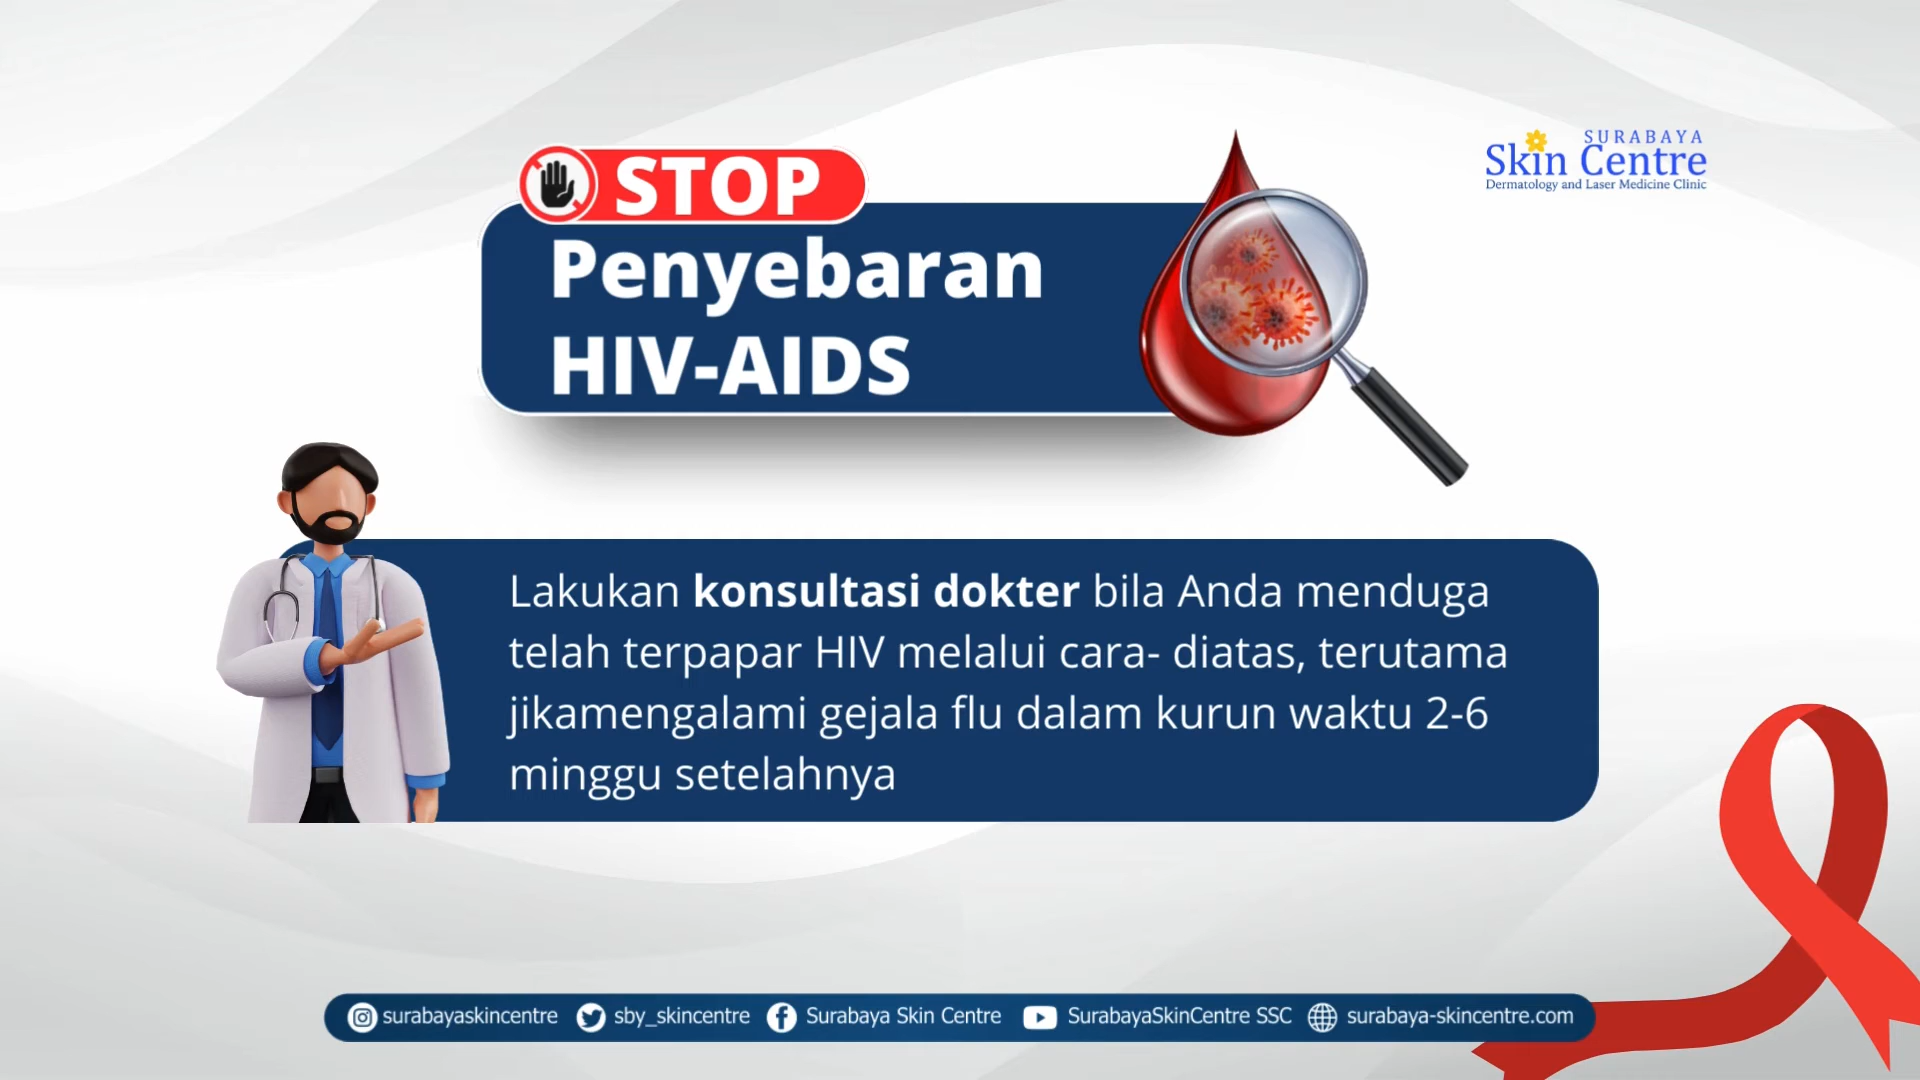 STOP
Penyebaran
HIV-AIDS
SURABAYA
Skin Centre
Dermatology and Laser Medicine Clinic
Lakukan konsultasi dokter bila Anda menduga
telah terpapar HIV melalui cara- diatas, terutama
jikamengalami gejala flu dalam kurun waktu 2-6
minggu setelahnya
surabayaskincentre sby_skincentre Surabaya Skin Centre SurabayaSkinCentre SSC surabaya-skincentre.com